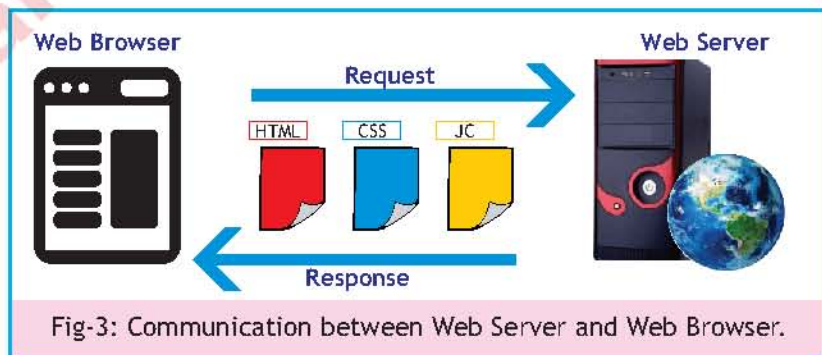 Web Browser
Web Server
Request
HTML
CSS
JC
Response
Fig-3: Communication between Web Server and Web Browser.